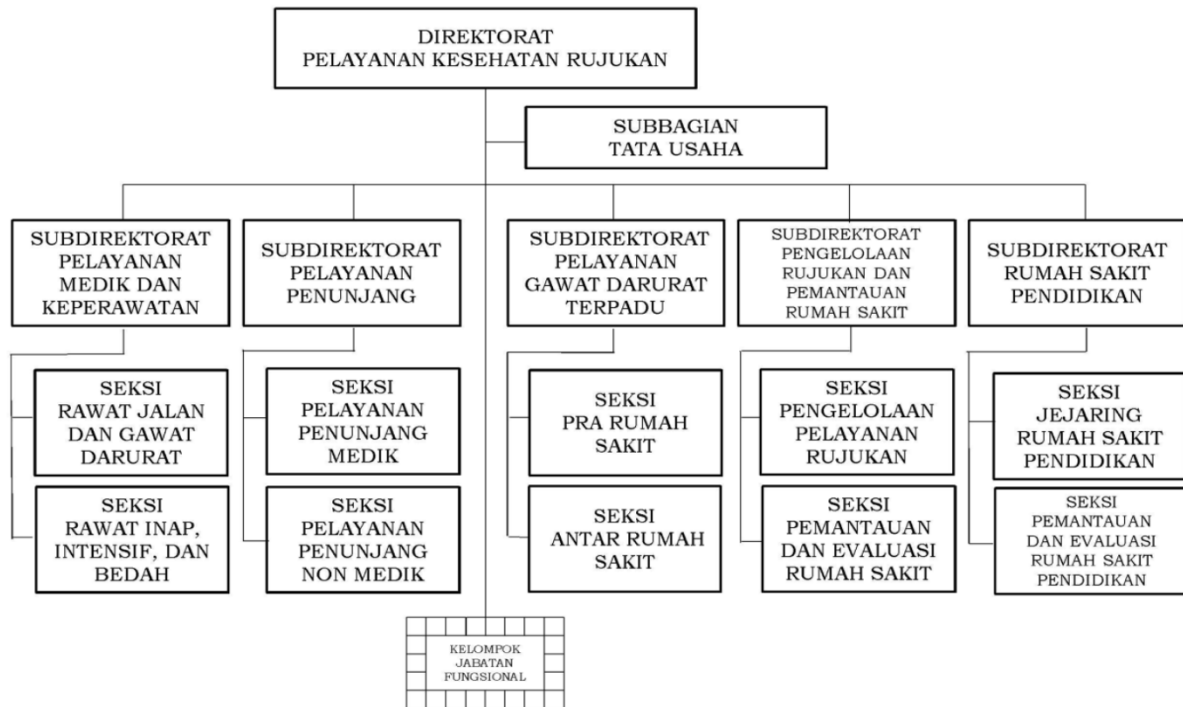 DIREKTORAT
PELAYANAN KESEHATAN RUJUKAN
SUBBAGIAN
TATA USAHA
SUBDIREKTORAT
PELAYANAN
MEDIK DAN
KEPERAWATAN
SUBDIREKTORAT
PELAYANAN
PENUNJANG
SUBDIREKTORAT
PELAYANAN
GAWAT DARURAT
TERPADU
SUBDIREKTORAT
PENGELOLAAN
RUJUKAN DAN
PEMANTAUAN
RUMAH SAKIT
SUBDIREKTORAT
RUMAH SAKIT
PENDIDIKAN
SEKSI
RAWAT JALAN
DAN GAWAT
DARURAT
SEKSI
PELAYANAN
PENUNJANG
MEDIK
SEKSI
PRA RUMAH
SAKIT
SEKSI
PENGELOLAAN
PELAYANAN
RUJUKAN
SEKSI
JEJARING
RUMAH SAKIT
PENDIDIKAN
SEKSI
RAWAT INAP,
INTENSIF, DAN
BEDAH
SEKSI
PELAYANAN
PENUNJANG
NON MEDIK
SEKSI
ANTAR RUMAH
SAKIT
SEKSI
PEMANTAUAN
DAN EVALUASI
RUMAH SAKIT
SEKSI
PEMANTAUAN
DAN EVALUASI
RUMAH SAKIT
PENDIDIKAN
KELOMPOK
JABATAN
FUNGSIONAL